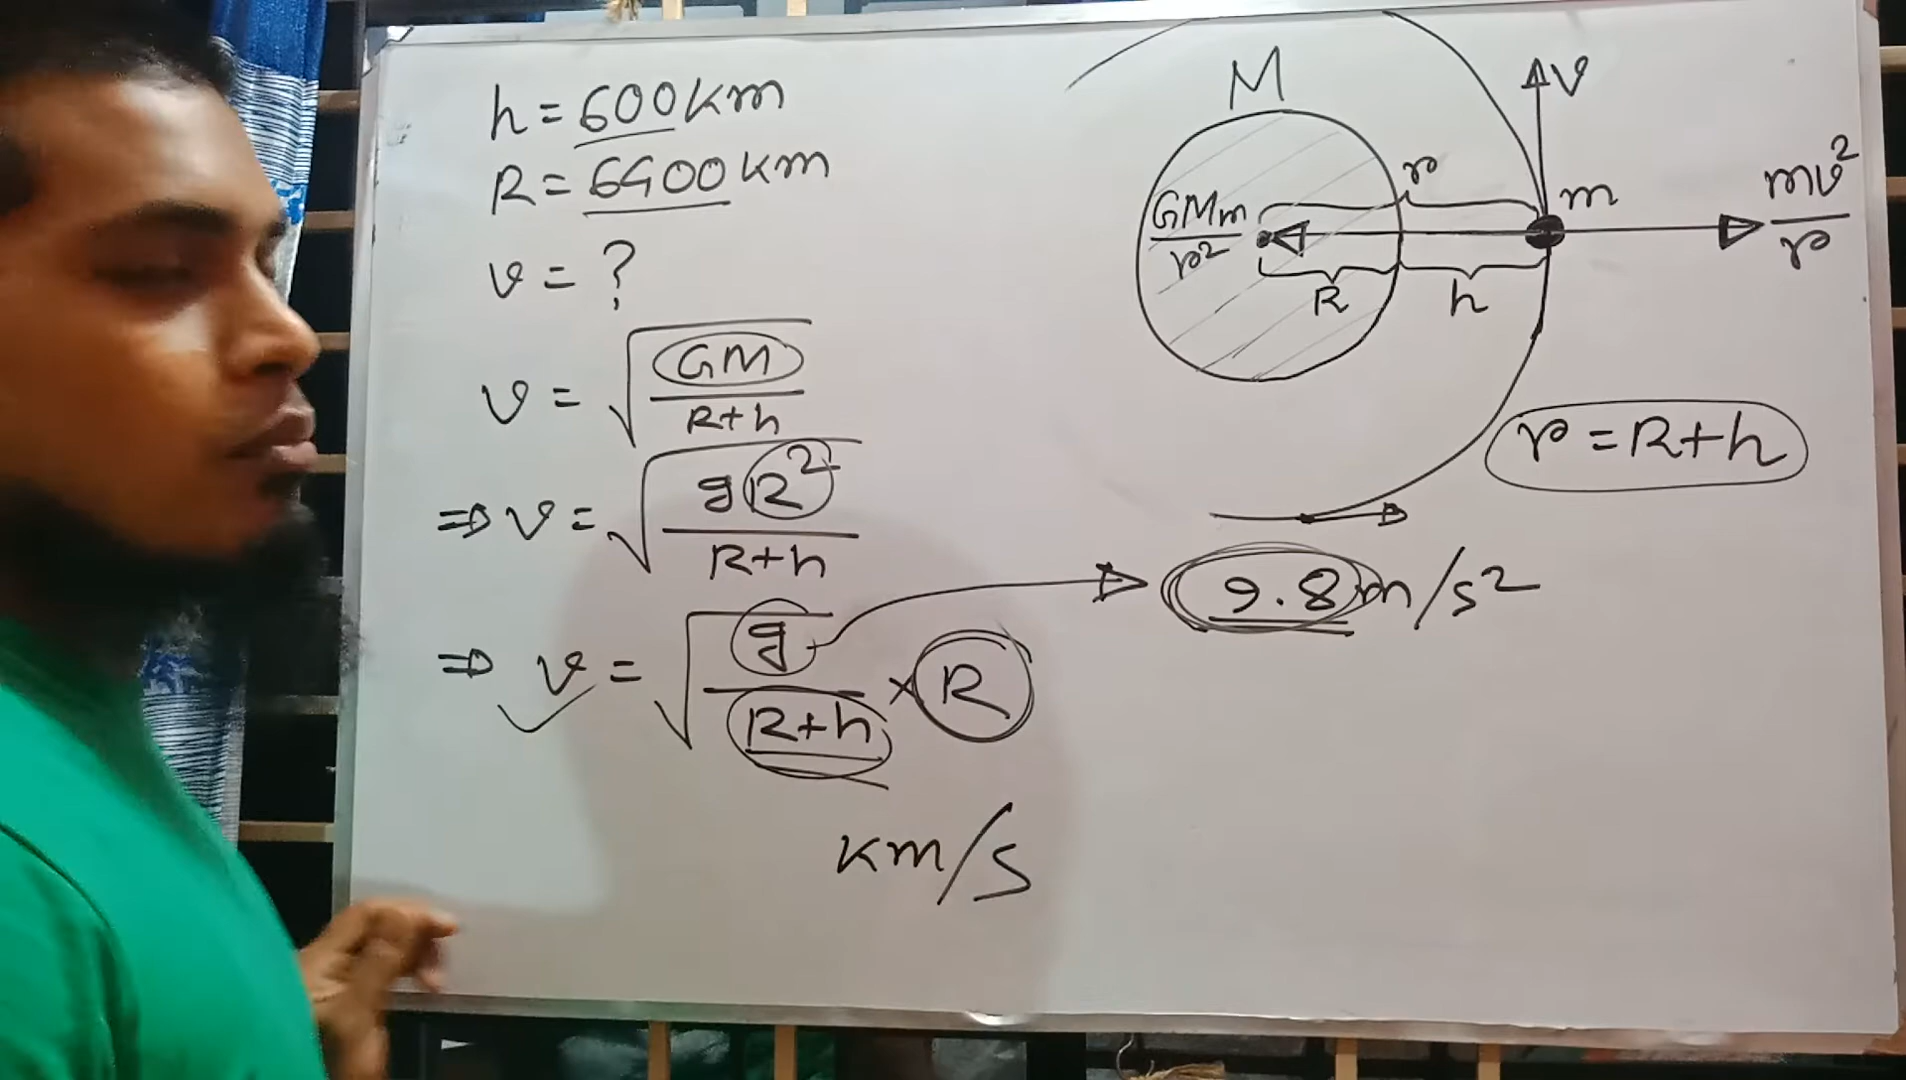 h = 600 km
R = 6400 km
v = ?
v = √(GM/(R+h))
⇒ v = √(gR²/(R+h))
⇒ v = √(g/(R+h)) × R
km/s
M
v
m
mv²/r
GMm/r²
r
R
h
r = R+h
9.8 m/s²